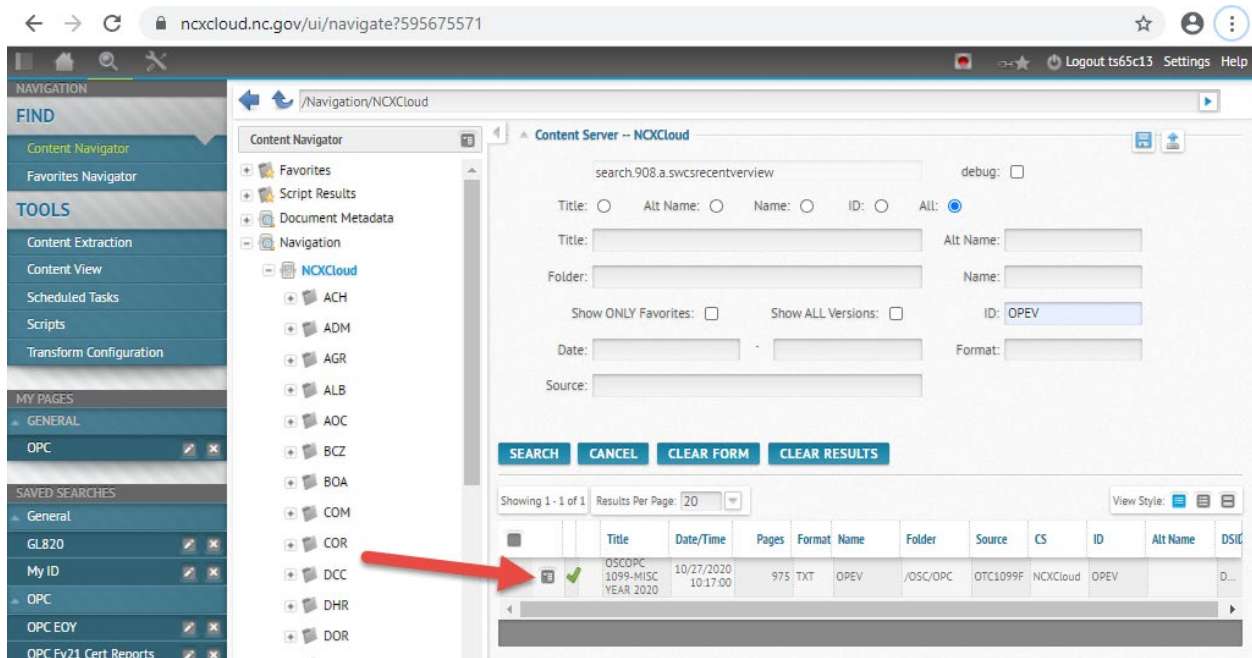 ncxcloud.nc.gov/ui/navigate?595675571
Logout ts65c13 Settings Help
NAVIGATION
FIND
Content Navigator
Favorites Navigator
TOOLS
Content Extraction
Content View
Scheduled Tasks
Scripts
Transform Configuration
MY PAGES
GENERAL
OPC
SAVED SEARCHES
General
GL820
My ID
OPC
OPC EOY
OPC Fy21 Cert Reports
/Navigation/NCXCloud
Content Navigator
Favorites
Script Results
Document Metadata
Navigation
NCXCloud
ACH
ADM
AGR
ALB
AOC
BCZ
BOA
COM
COR
DCC
DHR
DOR
Content Server -- NCXCloud
search.908.a.swcsrecentverview debug:
Title: Alt Name: Name: ID: All:
Title: Alt Name:
Folder: Name:
Show ONLY Favorites: Show ALL Versions: ID: OPEV
Date: - Format:
Source:
SEARCH CANCEL CLEAR FORM CLEAR RESULTS
Showing 1 - 1 of 1 Results Per Page: 20 View Style:
Title Date/Time Pages Format Name Folder Source CS ID Alt Name DSID
OSCOPC
1099-MISC
YEAR 2020
10/27/2020
10:17:00
975 TXT OPEV /OSC/OPC OTC1099F NCXCloud OPEV D...